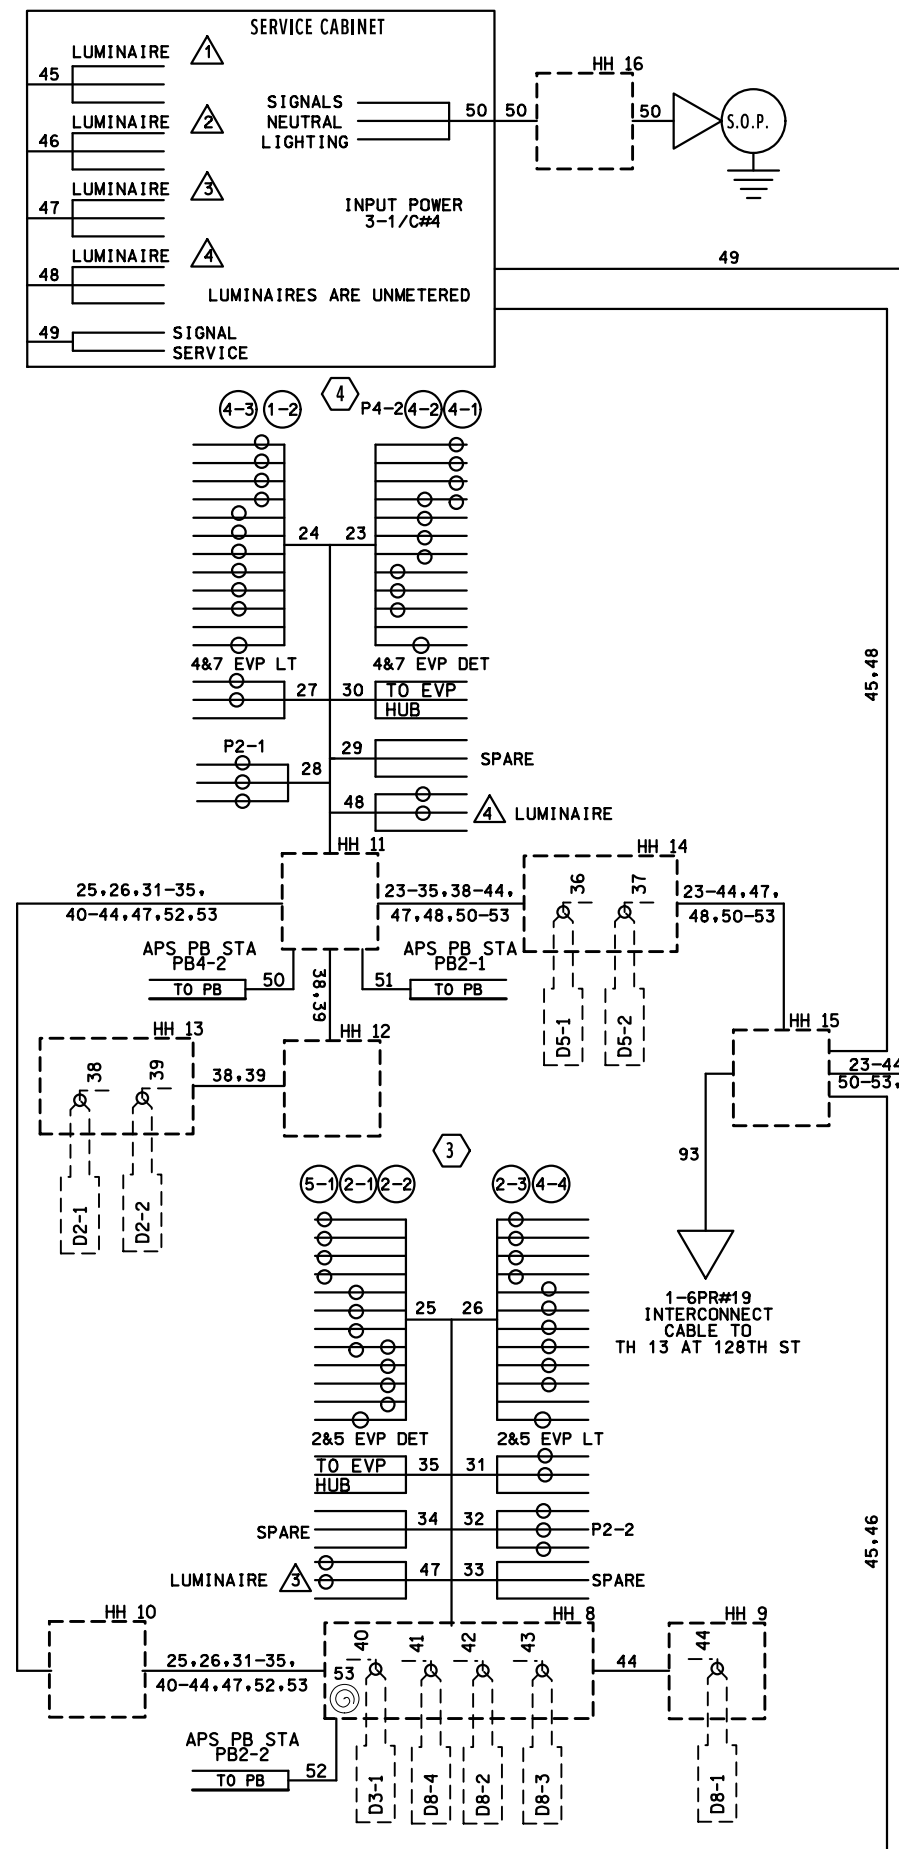 SERVICE CABINET
LUMINAIRE 1
45
LUMINAIRE 2
46
LUMINAIRE 3
47
LUMINAIRE 4
48
49
SIGNAL
SERVICE
SIGNALS
NEUTRAL
LIGHTING
50 50
INPUT POWER
3-1/C#4
LUMINAIRES ARE UNMETERED
HH 16
50
S.O.P.
49
45,48
4
4-3 1-2
P4-2 4-2 4-1
24 23
4&7 EVP LT
4&7 EVP DET
27 30
TO EVP
HUB
P2-1
28
29
SPARE
48
4 LUMINAIRE
HH 11
25,26,31-35,
40-44,47,52,53
23-35,38-44,
47,48,50-53
HH 14
36
37
D5-1
D5-2
23-44,47,
48,50-53
APS PB STA
PB4-2
TO PB
50
38,39
51
APS PB STA
PB2-1
TO PB
HH 13
38
39
D2-1
D2-2
38,39
HH 12
HH 15
23-44
50-53,
93
1-6PR#19
INTERCONNECT
CABLE TO
TH 13 AT 128TH ST
3
5-1 2-1 2-2
2-3 4-4
25 26
2&5 EVP DET
2&5 EVP LT
TO EVP
HUB
35 31
SPARE
34 32
P2-2
LUMINAIRE 3
47 33
SPARE
45,46
HH 10
25,26,31-35,
40-44,47,52,53
HH 8
53
40
41
42
43
D3-1
D8-4
D8-2
D8-3
44
HH 9
44
D8-1
APS PB STA
PB2-2
TO PB
52